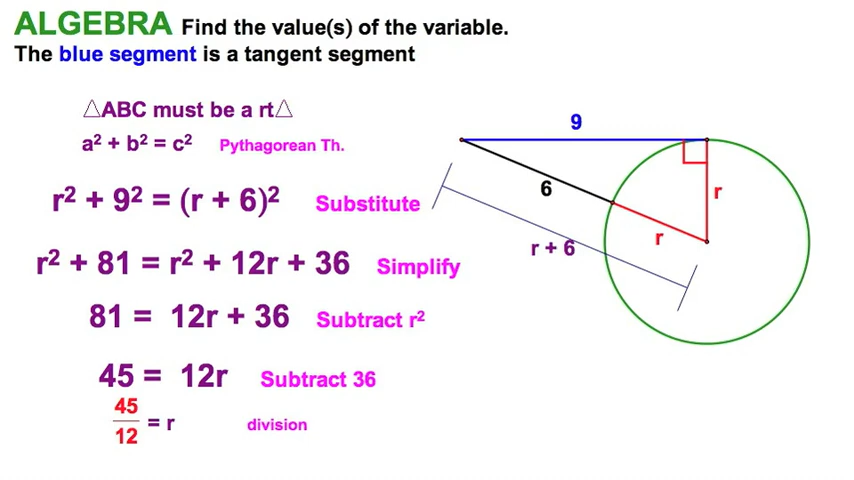 ALGEBRA Find the value(s) of the variable.
The blue segment is a tangent segment
△ABC must be a rt△
a² + b² = c² Pythagorean Th.
r² + 9² = (r + 6)² Substitute
r² + 81 = r² + 12r + 36 Simplify
81 = 12r + 36 Subtract r²
45 = 12r Subtract 36
45
12
= r division
9
6
r
r
r + 6